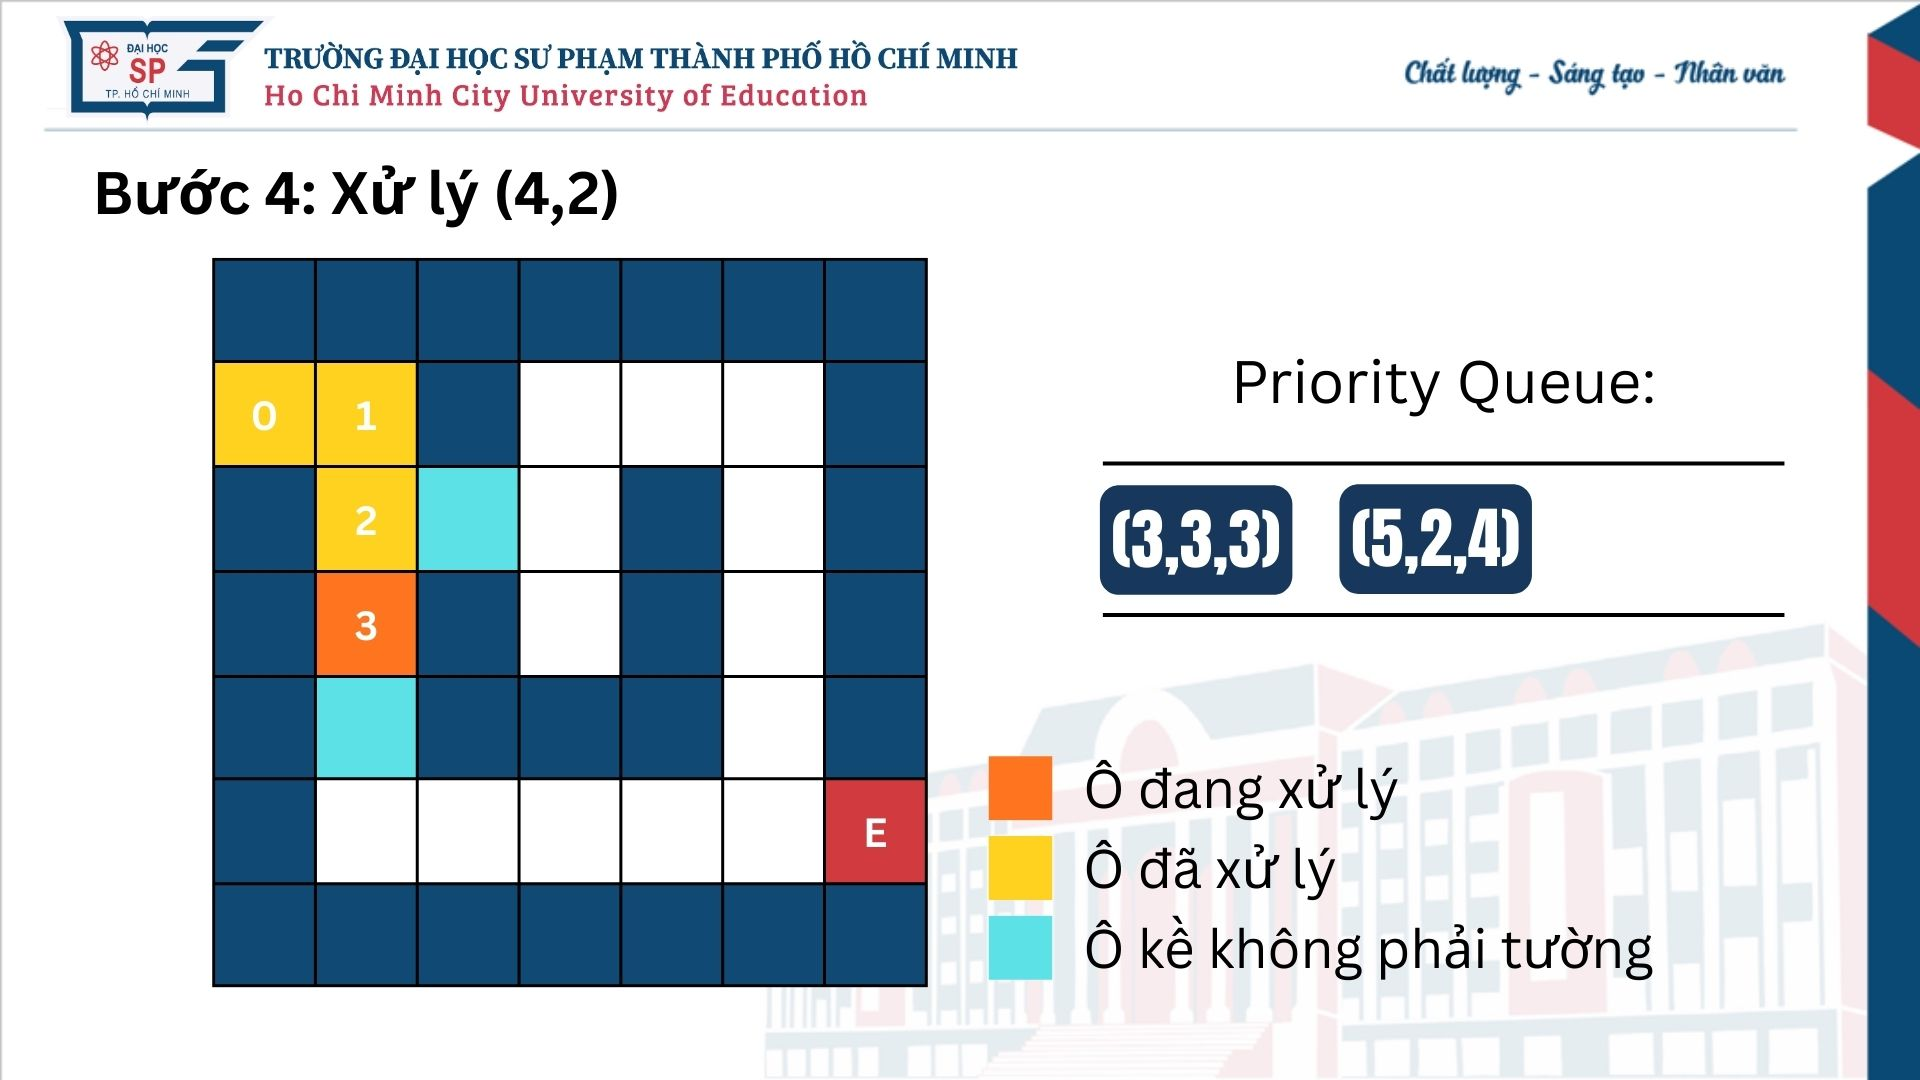 ĐẠI HỌC
SP
TP. HỒ CHÍ MINH
TRƯỜNG ĐẠI HỌC SƯ PHẠM THÀNH PHỐ HỒ CHÍ MINH
Ho Chi Minh City University of Education
Chất lượng - Sáng tạo - Nhân văn
Bước 4: Xử lý (4,2)
0 1
2
3
E
Priority Queue:
(3,3,3) (5,2,4)
Ô đang xử lý
Ô đã xử lý
Ô kề không phải tường